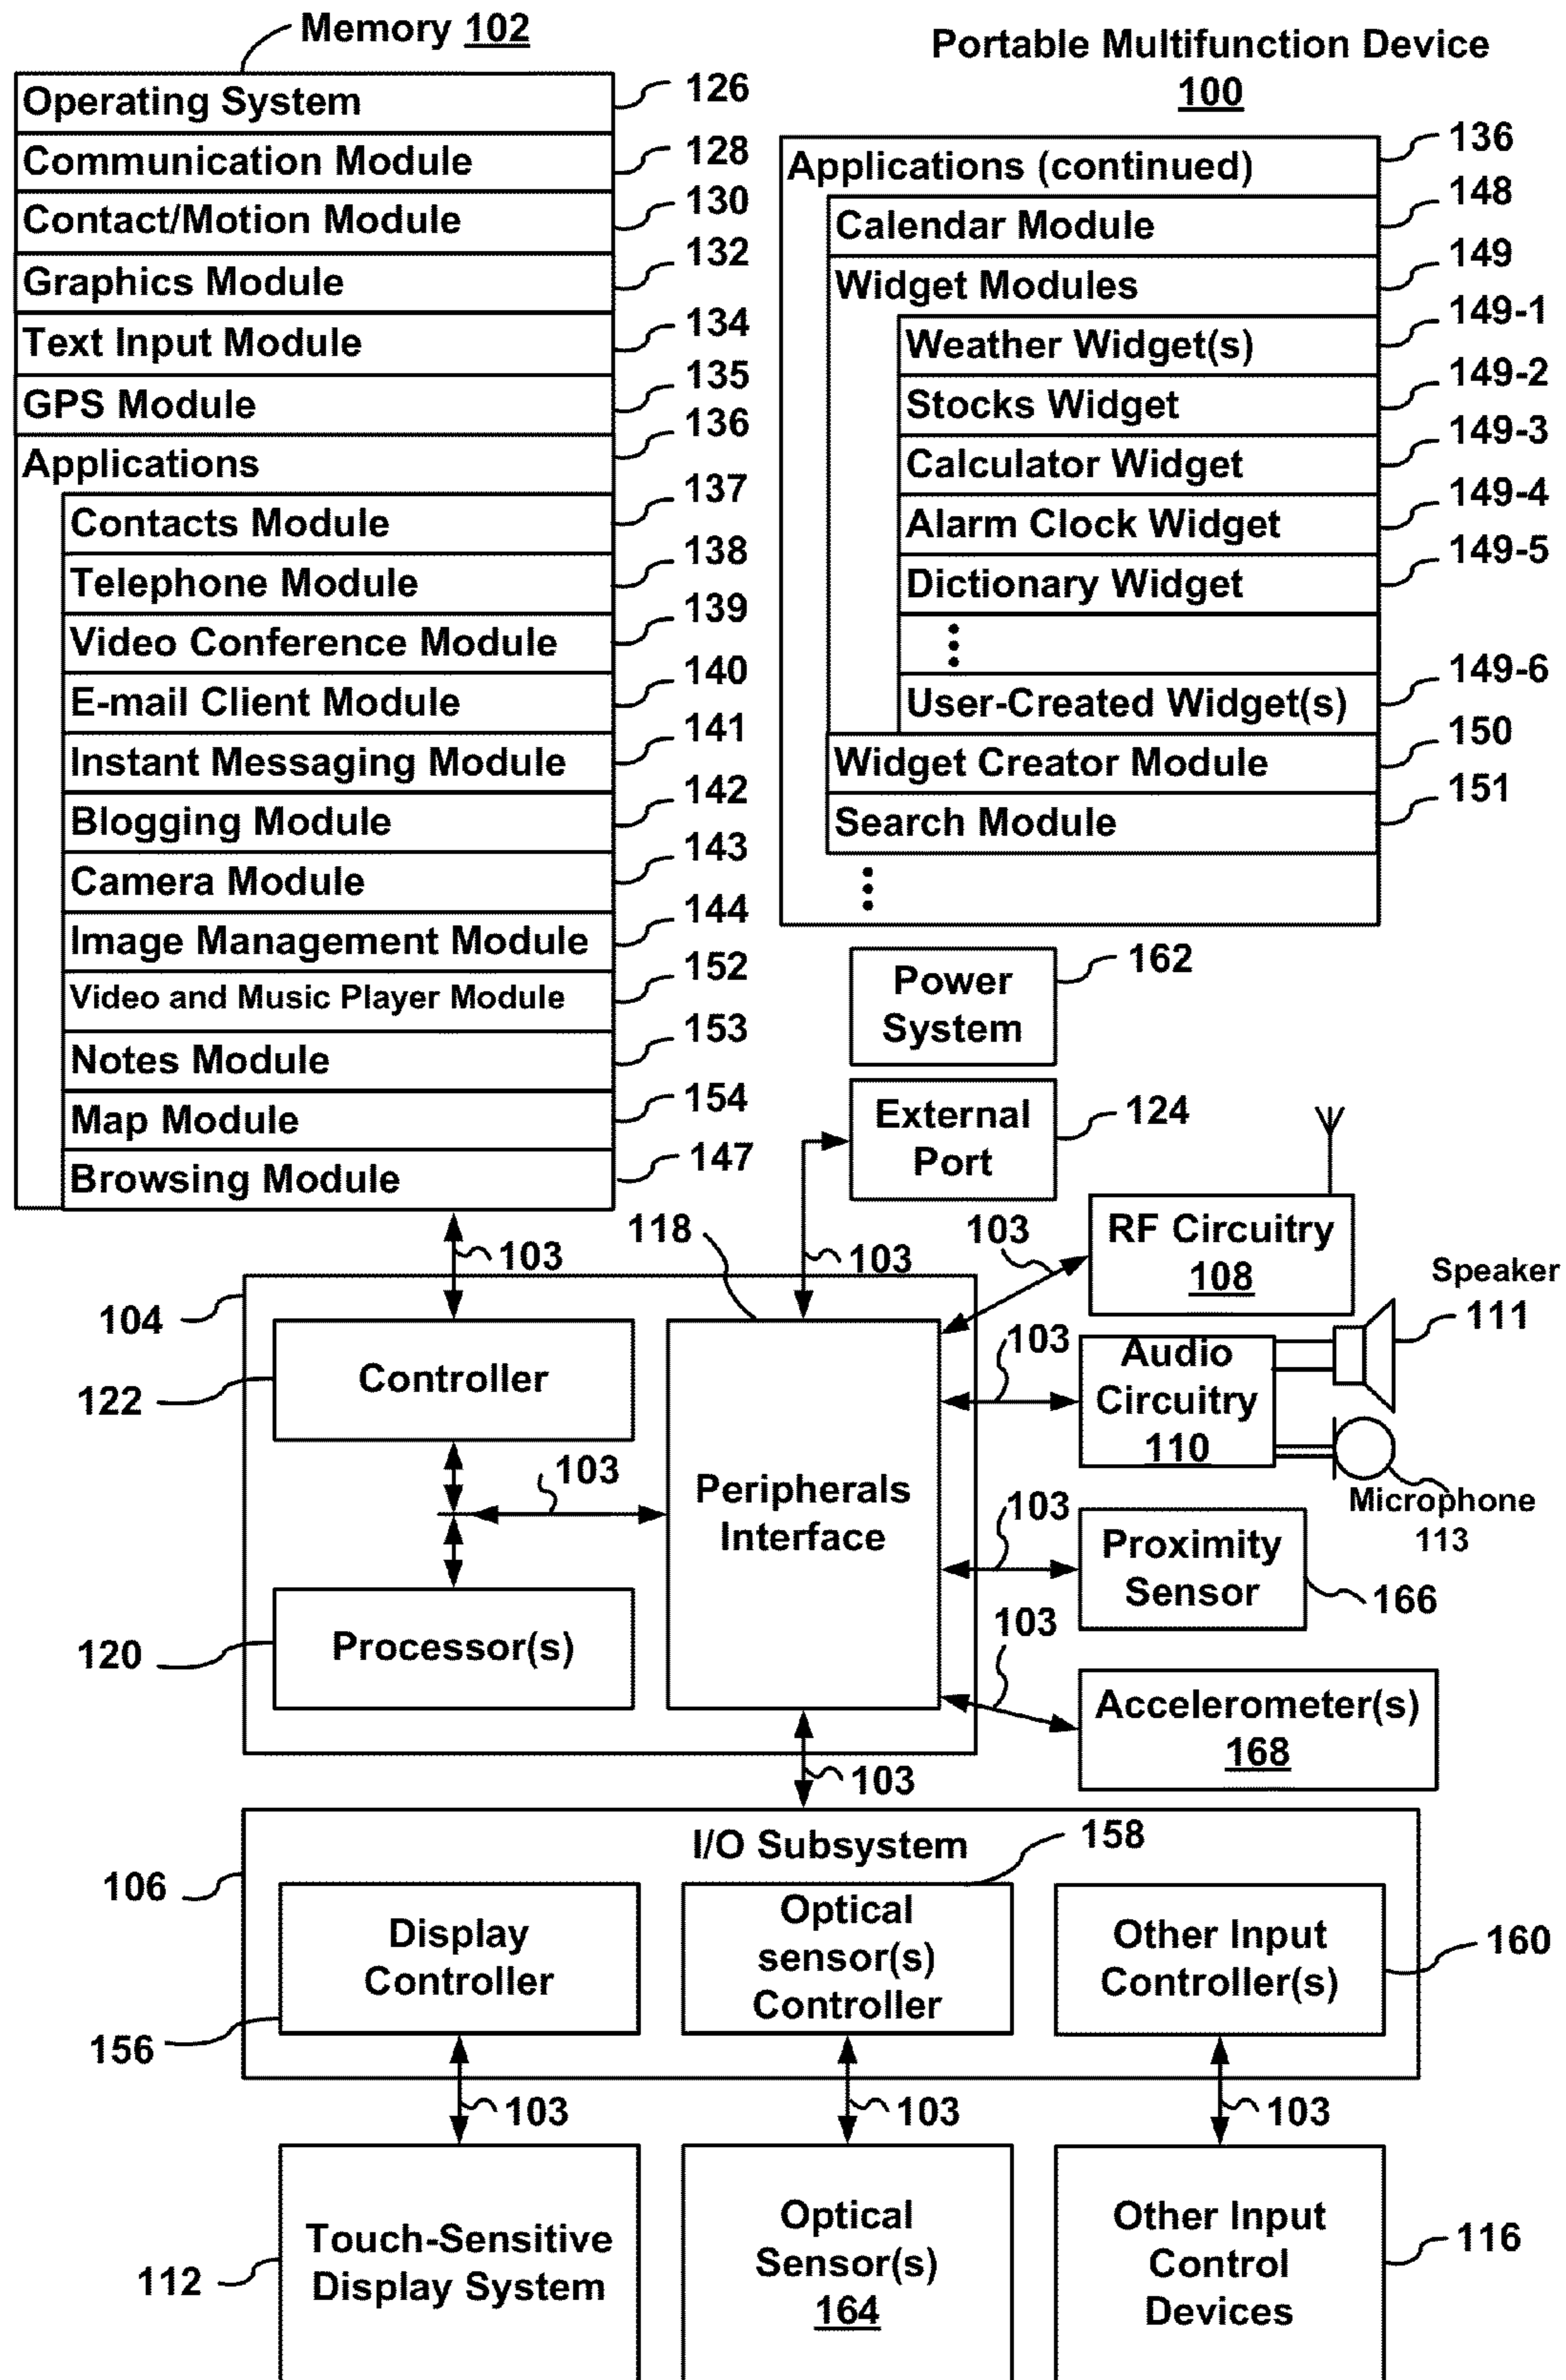 Memory 102
Operating System 126
Communication Module 128
Contact/Motion Module 130
Graphics Module 132
Text Input Module 134
GPS Module 135
Applications 136
Contacts Module 137
Telephone Module 138
Video Conference Module 139
E-mail Client Module 140
Instant Messaging Module 141
Blogging Module 142
Camera Module 143
Image Management Module 144
Video and Music Player Module 152
Notes Module 153
Map Module 154
Browsing Module 147
Portable Multifunction Device
100
Applications (continued) 136
Calendar Module 148
Widget Modules 149
Weather Widget(s) 149-1
Stocks Widget 149-2
Calculator Widget 149-3
Alarm Clock Widget 149-4
Dictionary Widget 149-5
User-Created Widget(s) 149-6
Widget Creator Module 150
Search Module 151
Power
System
162
External
Port
124
103
118
103
103
RF Circuitry
108
Speaker
111
104
Controller
122
103
Audio
Circuitry
110
Microphone
113
103
Peripherals
Interface
103
Proximity
Sensor
166
Processor(s)
120
103
Accelerometer(s)
168
103
I/O Subsystem
106
158
Display
Controller
156
Optical
sensor(s)
Controller
Other Input
Controller(s)
160
103
103
103
Touch-Sensitive
Display System
112
Optical
Sensor(s)
164
Other Input
Control
Devices
116